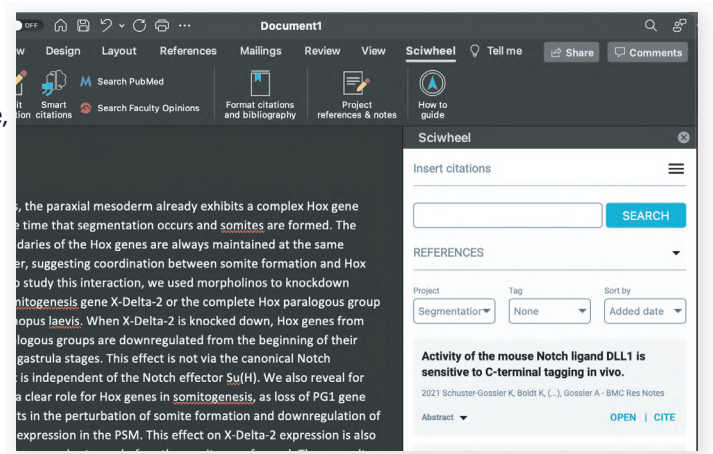 OFF Document1
Design Layout References Mailings Review View Sciwheel Tell me Share Comments
Smart citations
Search PubMed
Search Faculty Opinions
Format citations and bibliography
Project references & notes
How to guide
Sciwheel
Insert citations
SEARCH
REFERENCES
Project Tag Sort by
Segmentation None Added date
Activity of the mouse Notch ligand DLL1 is
sensitive to C-terminal tagging in vivo.
2021 Schuster-Gossler K, Boldt K, (...), Gossler A - BMC Res Notes
Abstract OPEN | CITE
, the paraxial mesoderm already exhibits a complex Hox gene
time that segmentation occurs and somites are formed. The
daries of the Hox genes are always maintained at the same
er, suggesting coordination between somite formation and Hox
study this interaction, we used morpholinos to knockdown
mitogenesis gene X-Delta-2 or the complete Hox paralogous group
nopus laevis. When X-Delta-2 is knocked down, Hox genes from
logous groups are downregulated from the beginning of their
gastrula stages. This effect is not via the canonical Notch
is independent of the Notch effector Su(H). We also reveal for
a clear role for Hox genes in somitogenesis, as loss of PG1 gene
ts in the perturbation of somite formation and downregulation of
expression in the PSM. This effect on X-Delta-2 expression is also